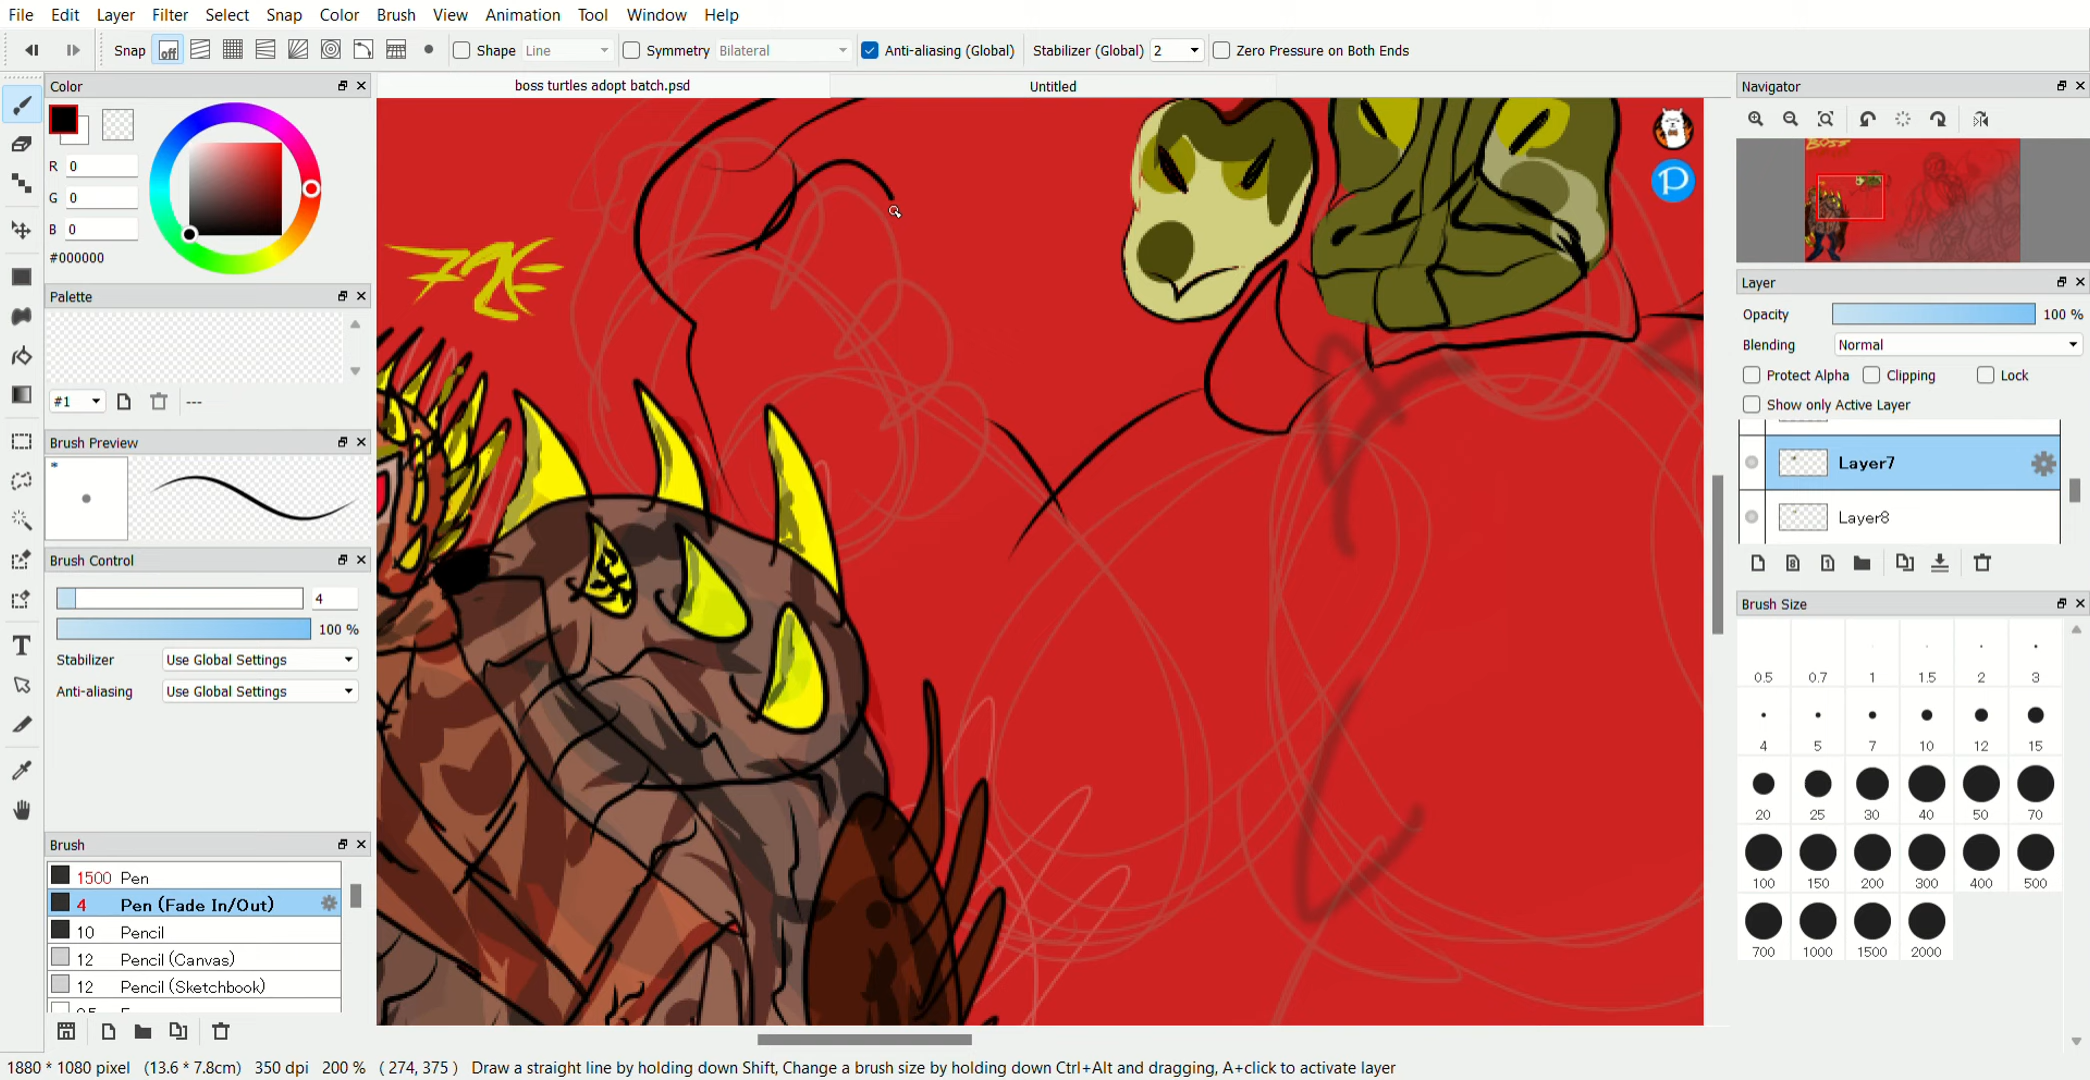 File Edit Layer Filter Select Snap Color Brush View Animation Tool Window Help
Snap off Shape Line Symmetry Bilateral Anti-aliasing (Global) Stabilizer (Global) 2 Zero Pressure on Both Ends
Color
boss turtles adopt batch.psd
Untitled
Navigator
R 0
G 0
B 0
#000000
BOSS
Palette
#1 ---
Brush Preview
*
Brush Control
4
100 %
Stabilizer Use Global Settings
Anti-aliasing Use Global Settings
Brush
1500 Pen
4 Pen (Fade In/Out)
10 Pencil
12 Pencil (Canvas)
12 Pencil (Sketchbook)
P
Layer
Opacity 100 %
Blending Normal
Protect Alpha Clipping Lock
Show only Active Layer
Layer7
Layer8
8 1
Brush Size
0.5 0.7 1 1.5 2 3
4 5 7 10 12 15
20 25 30 40 50 70
100 150 200 300 400 500
700 1000 1500 2000
T
1880 * 1080 pixel (13.6 * 7.8cm) 350 dpi 200 % ( 274, 375 ) Draw a straight line by holding down Shift, Change a brush size by holding down Ctrl+Alt and dragging, A+click to activate layer